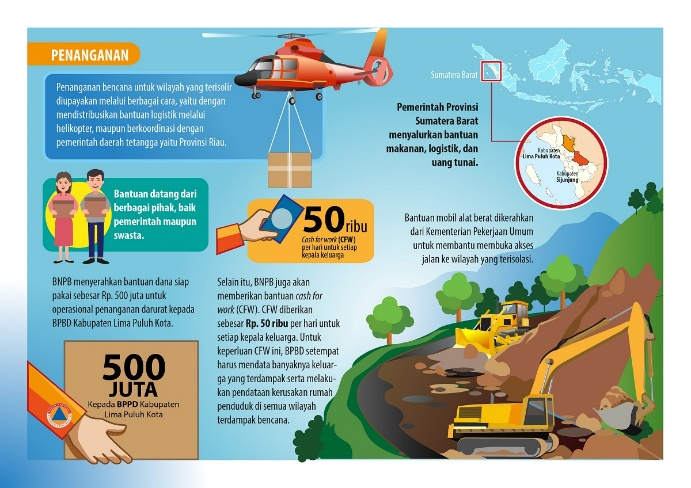 PENANGANAN
Penanganan bencana untuk wilayah yang terisolir
diupayakan melalui berbagai cara, yaitu dengan
mendistribusikan bantuan logistik melalui
helikopter, maupun berkoordinasi dengan
pemerintah daerah tetangga yaitu Provinsi Riau.
Sumatera Barat
Pemerintah Provinsi
Sumatera Barat
menyalurkan bantuan
makanan, logistik, dan
uang tunai.
Kabupaten
Lima Puluh Kota
Kabupaten
Sijunjung
Bantuan datang dari
berbagai pihak, baik
pemerintah maupun
swasta.
50 ribu
Cash for work (CFW)
per hari untuk setiap
kepala keluarga
Bantuan mobil alat berat dikerahkan
dari Kementerian Pekerjaan Umum
untuk membantu membuka akses
jalan ke wilayah yang terisolasi.
BNPB menyerahkan bantuan dana siap
pakai sebesar Rp. 500 juta untuk
operasional penanganan darurat kepada
BPBD Kabupaten Lima Puluh Kota.
500
JUTA
Kepada BPPD Kabupaten
Lima Puluh Kota
Selain itu, BNPB juga akan
memberikan bantuan cash for
work (CFW). CFW diberikan
sebesar Rp. 50 ribu per hari untuk
setiap kepala keluarga. Untuk
keperluan CFW ini, BPBD setempat
harus mendata banyaknya keluar-
ga yang terdampak serta melaku-
kan pendataan kerusakan rumah
penduduk di semua wilayah
terdampak bencana.